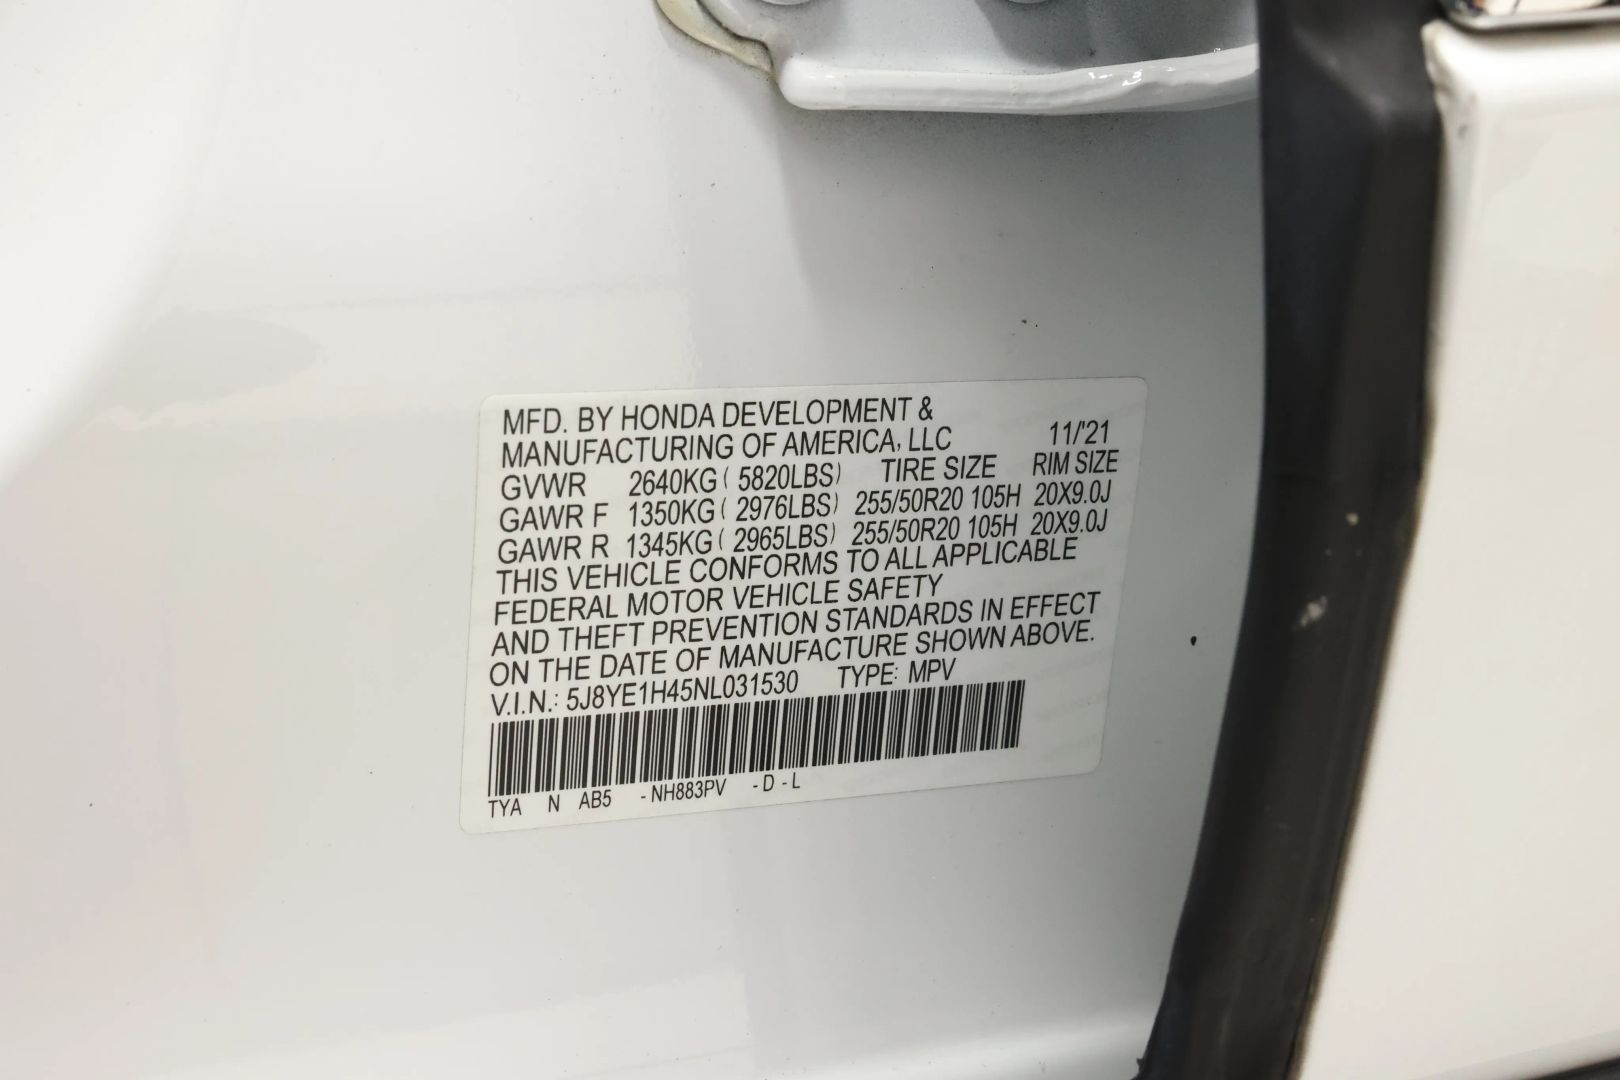 MFD. BY HONDA DEVELOPMENT &
MANUFACTURING OF AMERICA, LLC 11/'21
GVWR 2640KG ( 5820LBS) TIRE SIZE RIM SIZE
GAWR F 1350KG ( 2976LBS) 255/50R20 105H 20X9.0J
GAWR R 1345KG ( 2965LBS) 255/50R20 105H 20X9.0J
THIS VEHICLE CONFORMS TO ALL APPLICABLE
FEDERAL MOTOR VEHICLE SAFETY
AND THEFT PREVENTION STANDARDS IN EFFECT
ON THE DATE OF MANUFACTURE SHOWN ABOVE.
V.I.N.: 5J8YE1H45NL031530 TYPE: MPV
TYA N AB5 -NH883PV -D-L